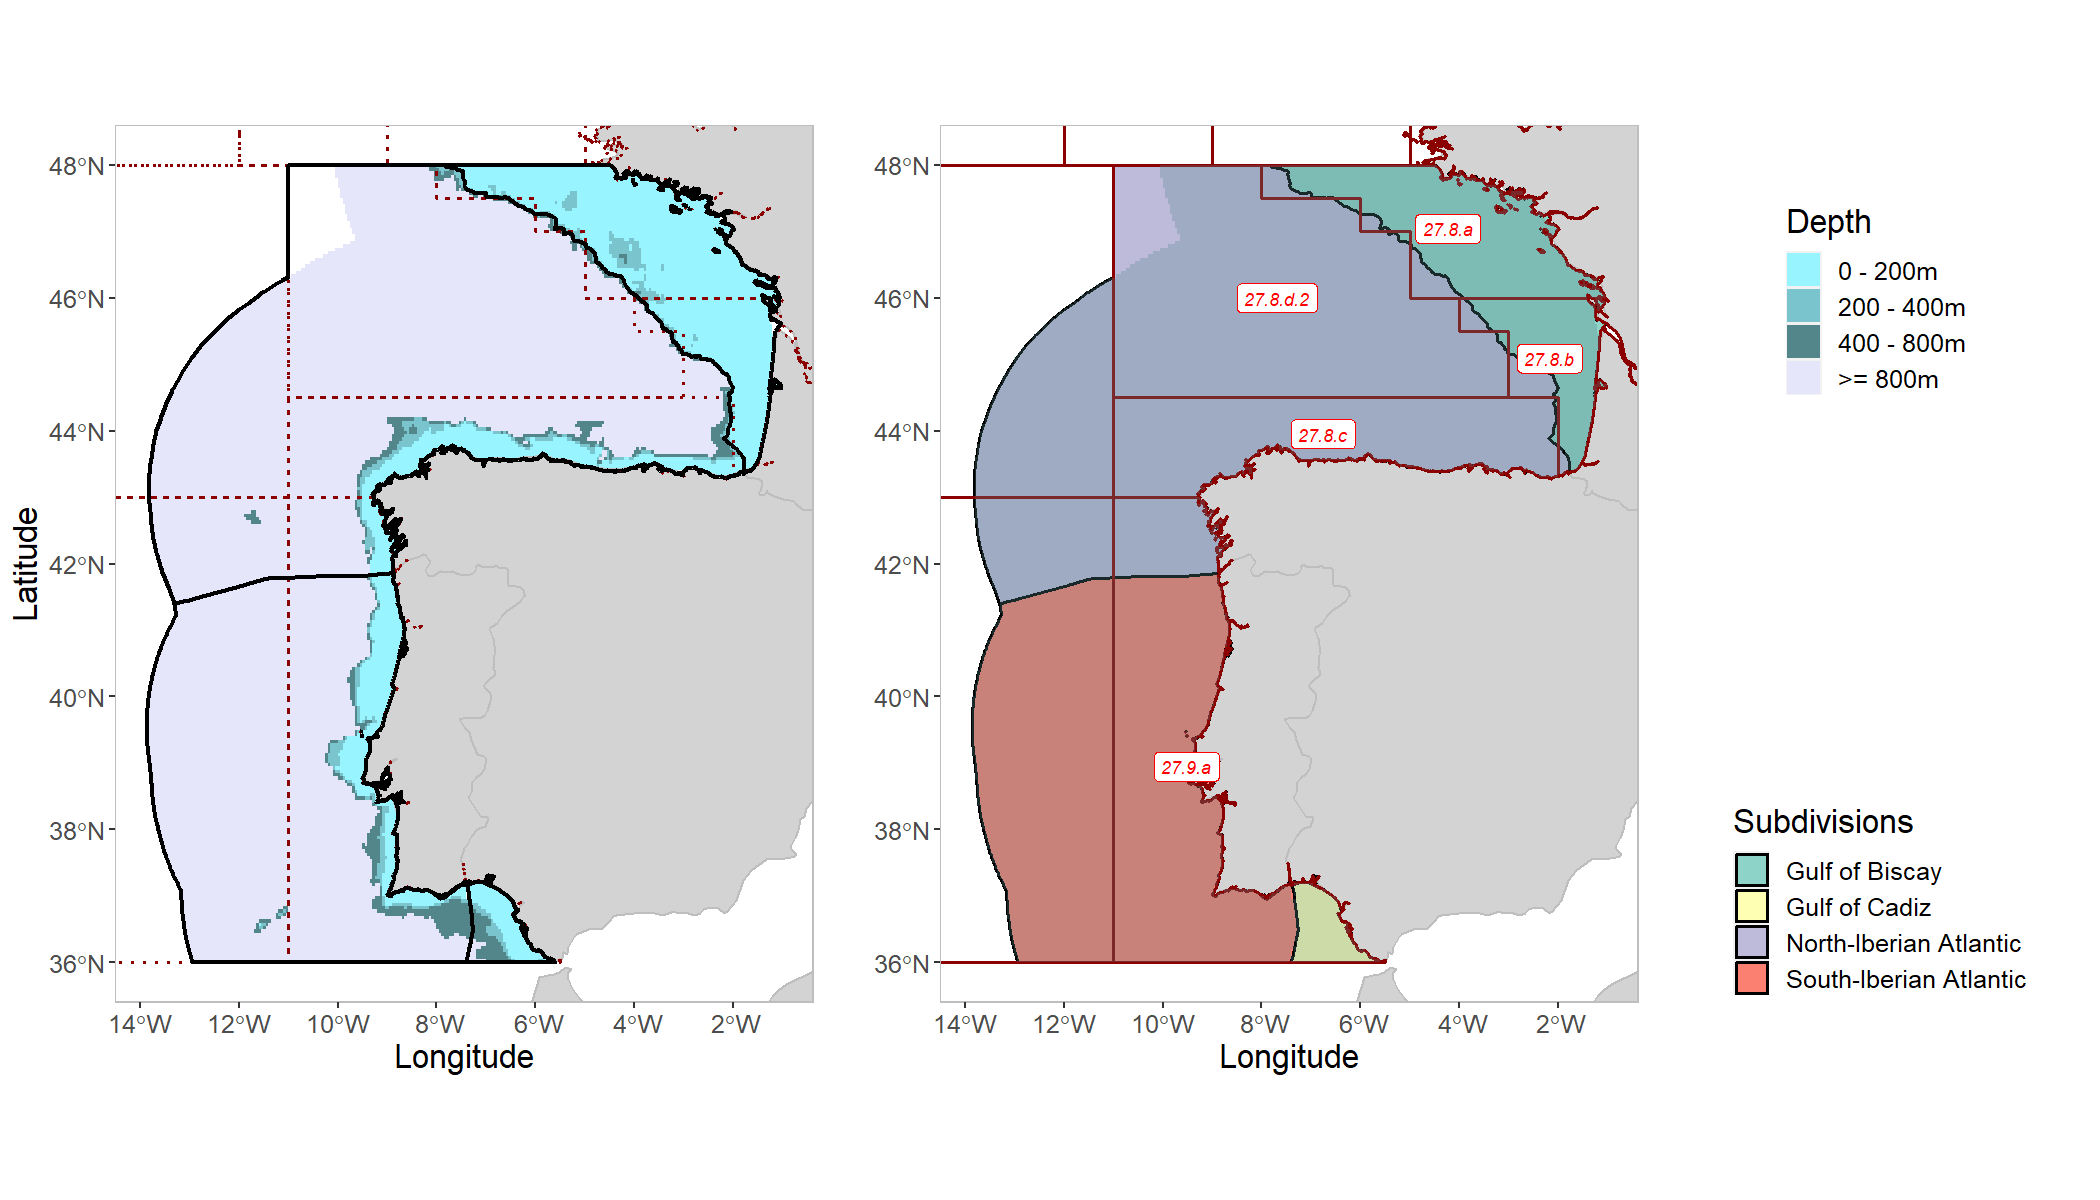 48°N
46°N
44°N
42°N
40°N
38°N
36°N
Latitude
14°W 12°W 10°W 8°W 6°W 4°W 2°W
Longitude
48°N
46°N
44°N
42°N
40°N
38°N
36°N
27.8.a
27.8.d.2
27.8.b
27.8.c
27.9.a
14°W 12°W 10°W 8°W 6°W 4°W 2°W
Longitude
Depth
0 - 200m
200 - 400m
400 - 800m
>= 800m
Subdivisions
Gulf of Biscay
Gulf of Cadiz
North-Iberian Atlantic
South-Iberian Atlantic